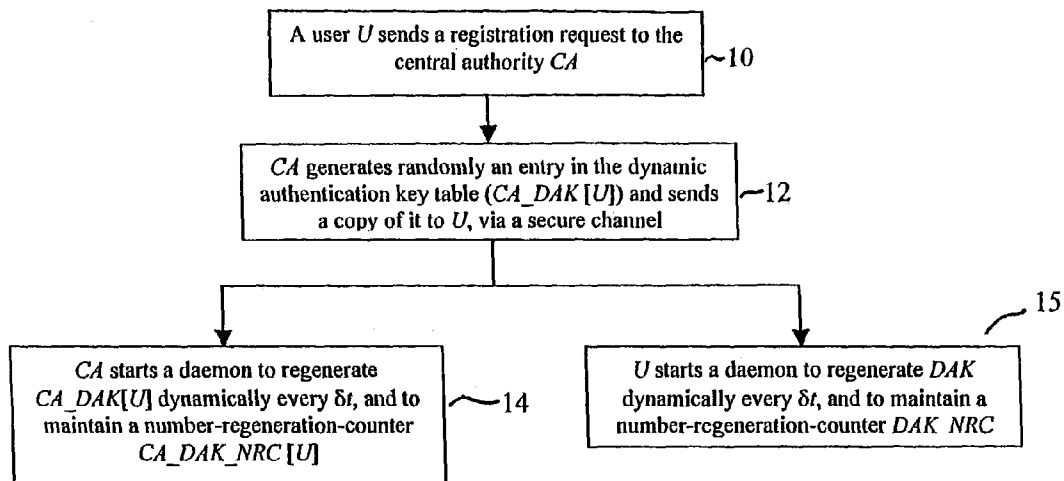 A user U sends a registration request to the
central authority CA
~10
CA generates randomly an entry in the dynamic
authentication key table (CA_DAK [U]) and sends
a copy of it to U, via a secure channel
12
15
CA starts a daemon to regenerate
CA_DAK[U] dynamically every δt, and to
maintain a number-regeneration-counter
CA_DAK_NRC [U]
~14
U starts a daemon to regenerate DAK
dynamically every δt, and to maintain a
number-regeneration-counter DAK NRC